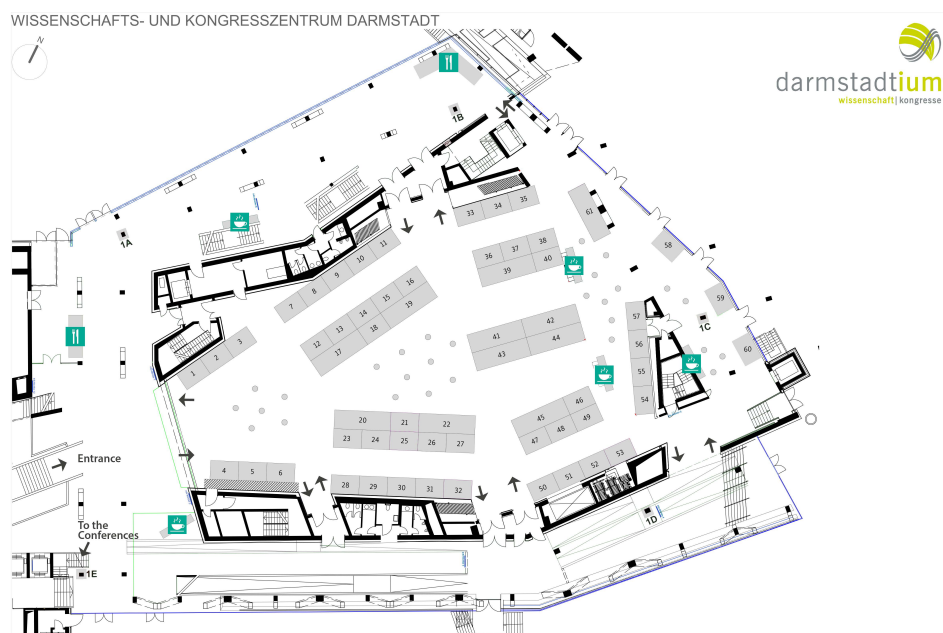 WISSENSCHAFTS- UND KONGRESSZENTRUM DARMSTADT
N
darmstadtium
wissenschaft | kongresse
1B
1A
33 34 35
61
11
10
9
8
7
36 37 38
39 40
58
16
15
14
13
12
19
18
17
59
57
1C
41 42
43 44
56
60
3
2
1
55
54
20 21 22
23 24 25 26 27
45 46
47 48 49
Entrance
4 5 6
28 29 30 31 32
50 51 52 53
1D
To the
Conferences
1E